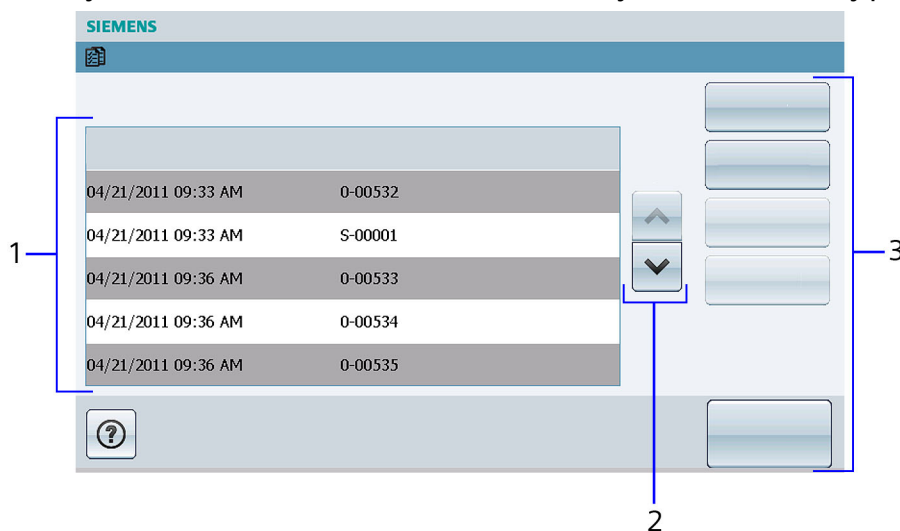 SIEMENS
04/21/2011 09:33 AM 0-00532
04/21/2011 09:33 AM S-00001
04/21/2011 09:36 AM 0-00533
04/21/2011 09:36 AM 0-00534
04/21/2011 09:36 AM 0-00535
?
1
2
3